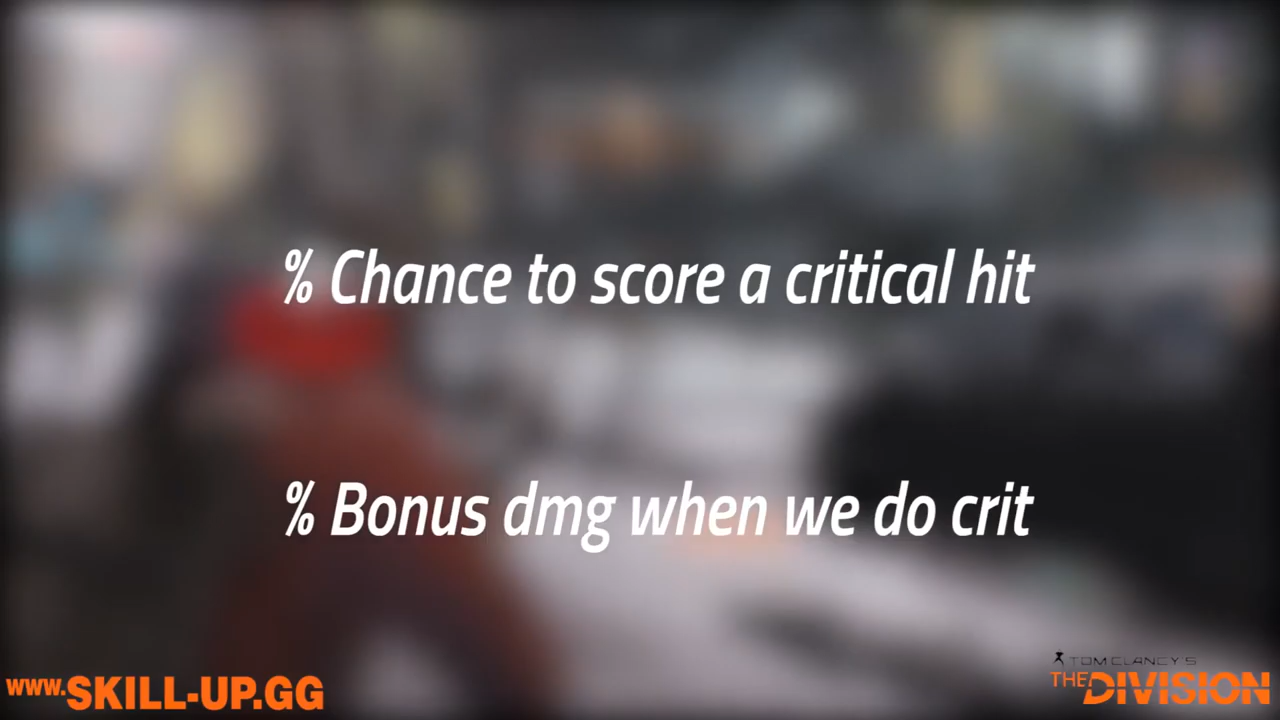 % Chance to score a critical hit
% Bonus dmg when we do crit
www.SKILL-UP.GG
TOM CLANCY'S
THE DIVISION